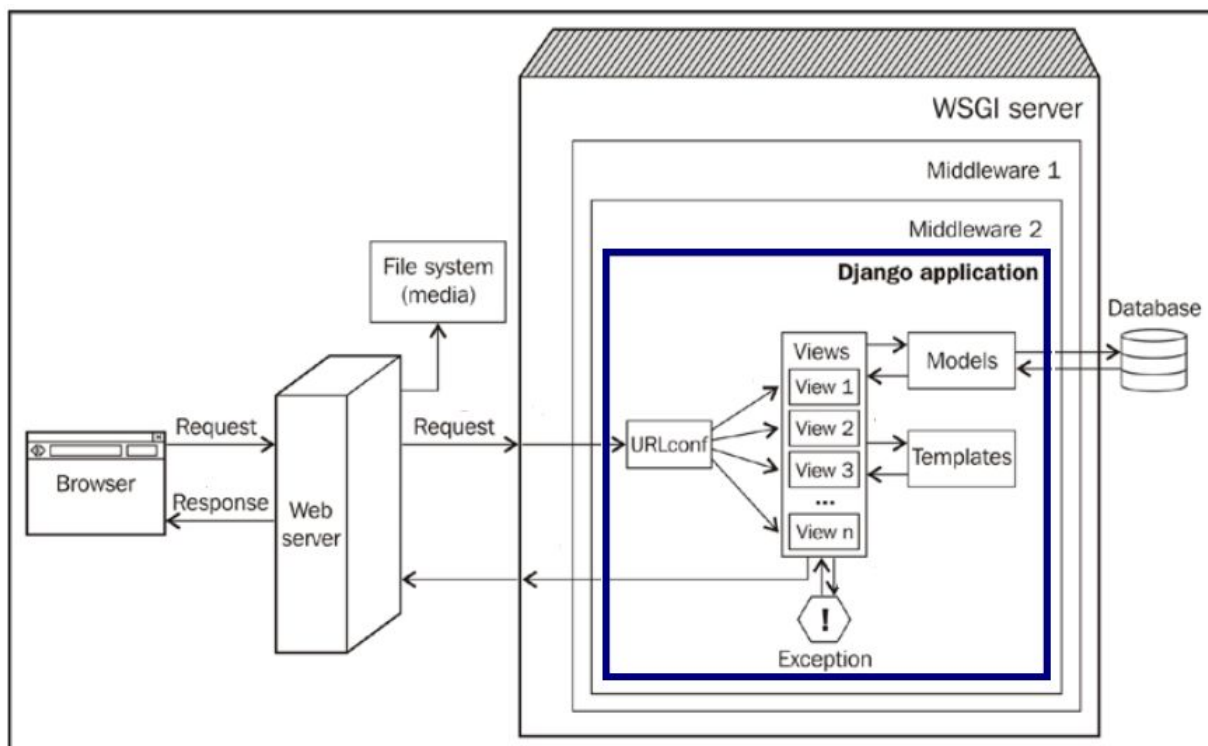 WSGI server
Middleware 1
Middleware 2
Django application
File system
(media)
Database
Views
View 1
View 2
View 3
...
View n
Models
Templates
URLconf
Request
Request
Browser
Response
Web
server
!
Exception